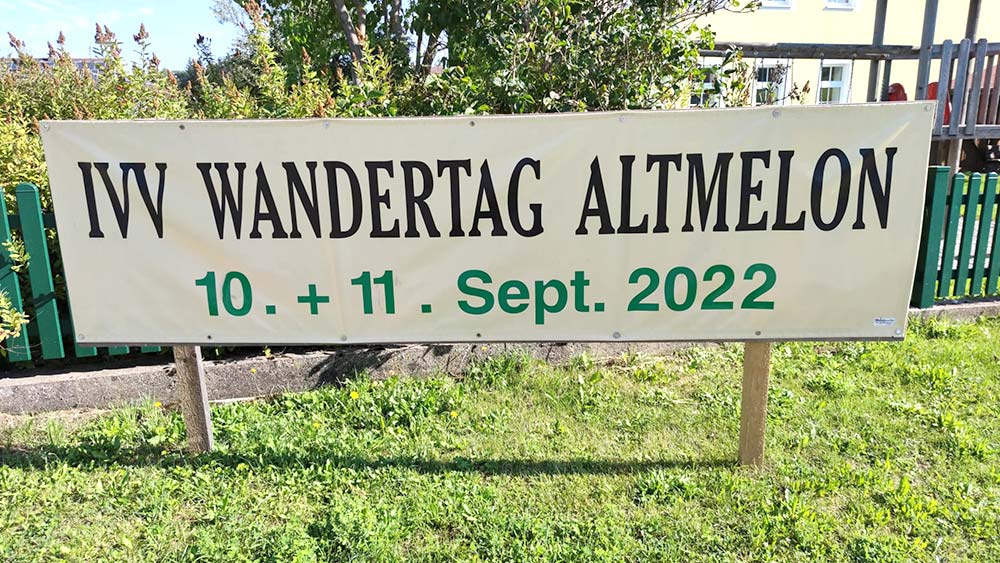 IVV WANDERTAG ALTMELON
10. + 11. Sept. 2022